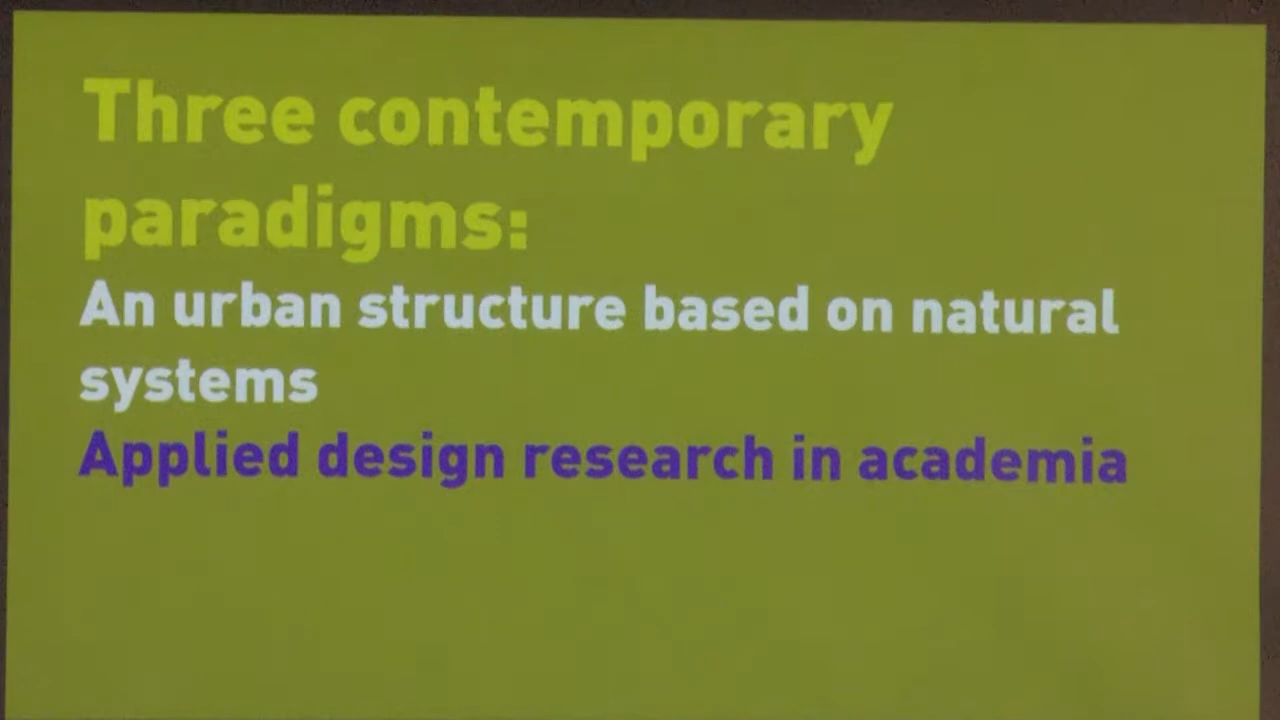 Three contemporary
paradigms:
An urban structure based on natural
systems
Applied design research in academia